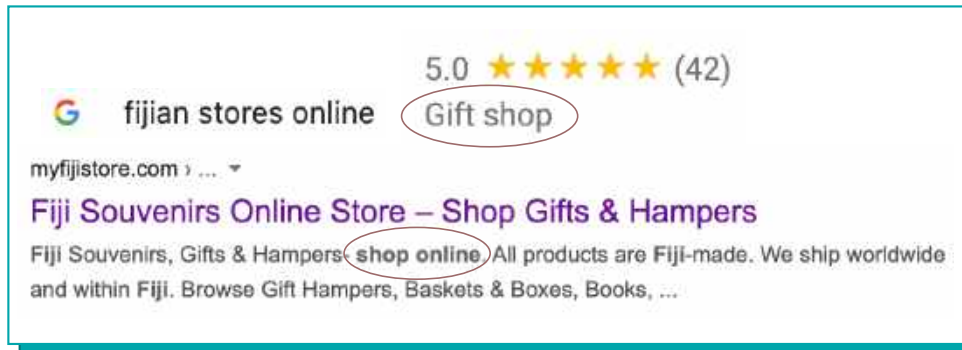 5.0 ★★★★★ (42)
G fijian stores online Gift shop
myfijistore.com › ...
Fiji Souvenirs Online Store – Shop Gifts & Hampers
Fiji Souvenirs, Gifts & Hampers- shop online. All products are Fiji-made. We ship worldwide
and within Fiji. Browse Gift Hampers, Baskets & Boxes, Books, ...